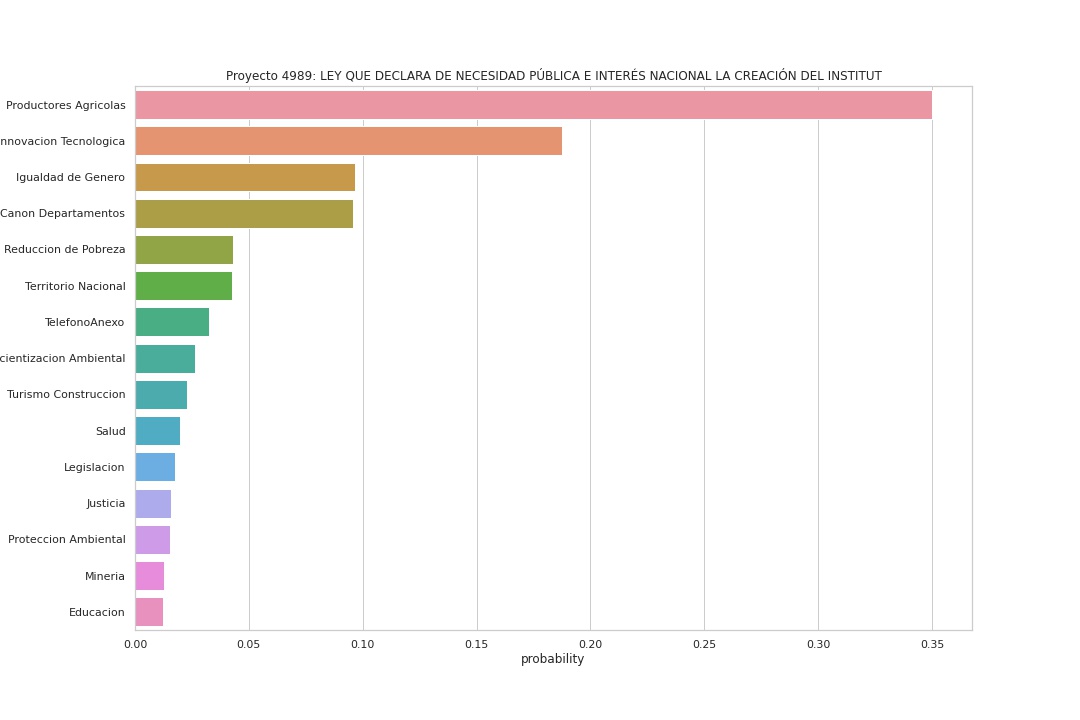 Proyecto 4989: LEY QUE DECLARA DE NECESIDAD PÚBLICA E INTERÉS NACIONAL LA CREACIÓN DEL INSTITUT
Productores Agricolas
nnovacion Tecnologica
Igualdad de Genero
Canon Departamentos
Reduccion de Pobreza
Territorio Nacional
TelefonoAnexo
cientizacion Ambiental
Turismo Construccion
Salud
Legislacion
Justicia
Proteccion Ambiental
Mineria
Educacion
0.00 0.05 0.10 0.15 0.20 0.25 0.30 0.35
probability